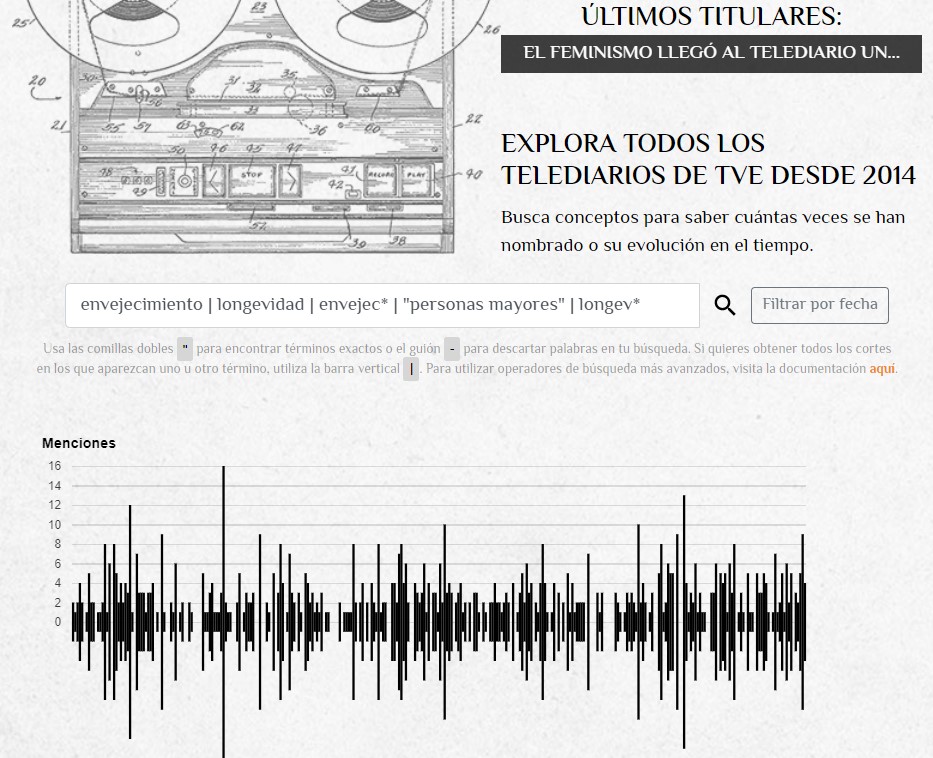 23
25
26
ÚLTIMOS TITULARES:
EL FEMINISMO LLEGÓ AL TELEDIARIO UN...
20
30
31
34
35
33
55
57
56
60
36
21
22
63
62
EXPLORA TODOS LOS
TELEDIARIOS DE TVE DESDE 2014
50
46
45
47
48
49
STOP
41
42
RECORD
PLAY
40
52
39
38
Busca conceptos para saber cuántas veces se han
nombrado o su evolución en el tiempo.
envejecimiento | longevidad | envejec* | "personas mayores" | longev*
Filtrar por fecha
Usa las comillas dobles " para encontrar términos exactos o el guión - para descartar palabras en tu búsqueda. Si quieres obtener todos los cortes
en los que aparezcan uno u otro término, utiliza la barra vertical | . Para utilizar operadores de búsqueda más avanzados, visita la documentación aquí.
Menciones
16
14
12
10
8
6
4
2
0